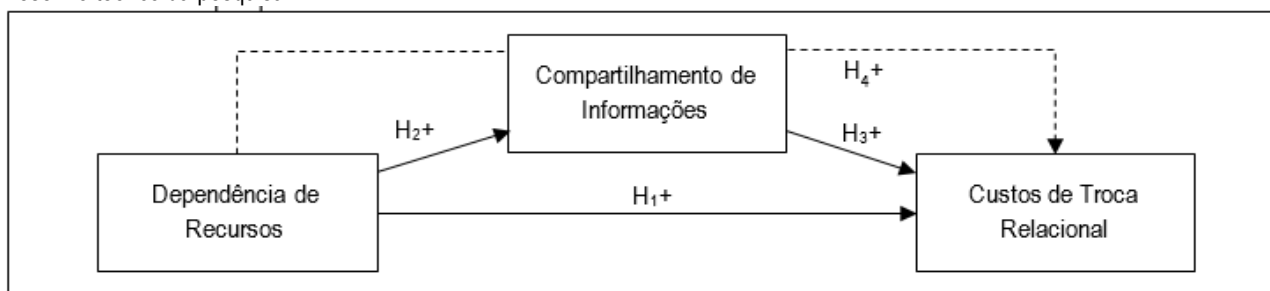 Compartilhamento de
Informações
H₄+
H₂+
H₃+
Dependência de
Recursos
H₁+
Custos de Troca
Relacional